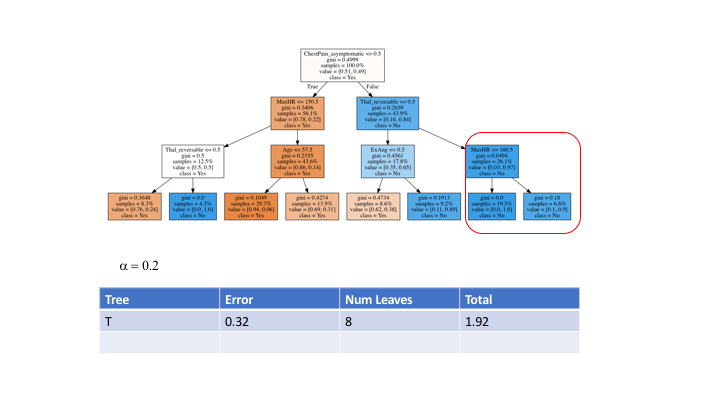 ChestPain_asymptomatic <= 0.5
gini = 0.4999
samples = 100.0%
value = [0.51, 0.49]
class = Yes
True
False
MaxHR <= 150.5
gini = 0.3406
samples = 56.1%
value = [0.78, 0.22]
class = Yes
Thal_reversable <= 0.5
gini = 0.2659
samples = 43.9%
value = [0.16, 0.84]
class = No
Thal_reversable <= 0.5
gini = 0.5
samples = 12.5%
value = [0.5, 0.5]
class = Yes
Age <= 57.5
gini = 0.2355
samples = 43.6%
value = [0.86, 0.14]
class = Yes
ExAng <= 0.5
gini = 0.4561
samples = 17.8%
value = [0.35, 0.65]
class = No
MaxHR <= 160.5
gini = 0.0494
samples = 26.1%
value = [0.03, 0.97]
class = No
gini = 0.3648
samples = 8.3%
value = [0.76, 0.24]
class = Yes
gini = 0.0
samples = 4.3%
value = [0.0, 1.0]
class = No
gini = 0.1049
samples = 29.7%
value = [0.94, 0.06]
class = Yes
gini = 0.4274
samples = 13.9%
value = [0.69, 0.31]
class = Yes
gini = 0.4734
samples = 8.6%
value = [0.62, 0.38]
class = Yes
gini = 0.1913
samples = 9.2%
value = [0.11, 0.89]
class = No
gini = 0.0
samples = 19.5%
value = [0.0, 1.0]
class = No
gini = 0.18
samples = 6.6%
value = [0.1, 0.9]
class = No
α = 0.2
Tree Error Num Leaves Total
T 0.32 8 1.92